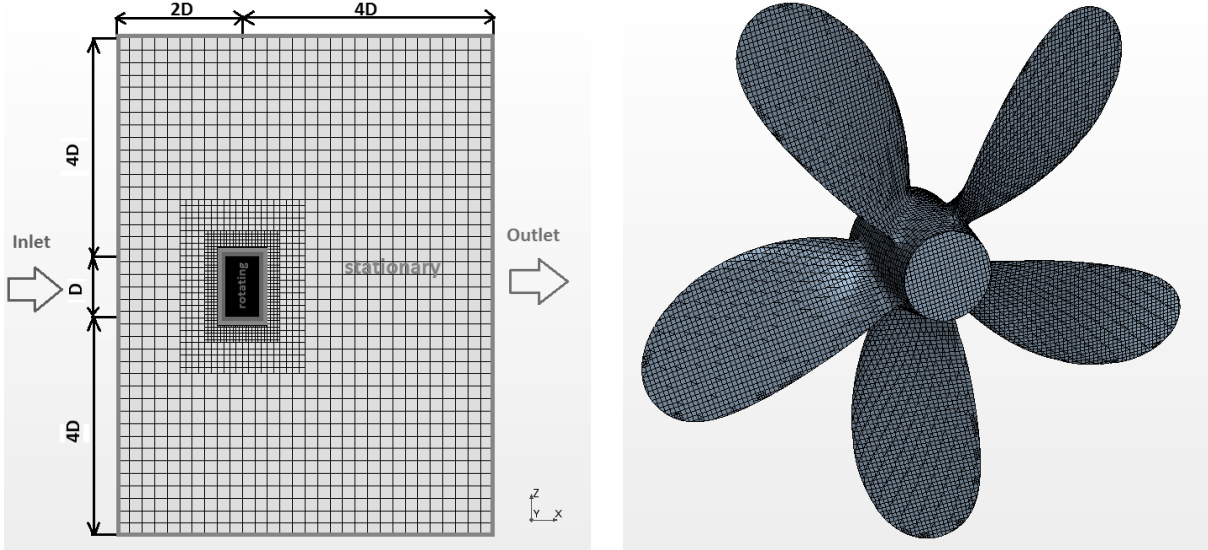 2D
4D
4D
Inlet
Outlet
stationary
rotating
D
4D
Z
Y
X